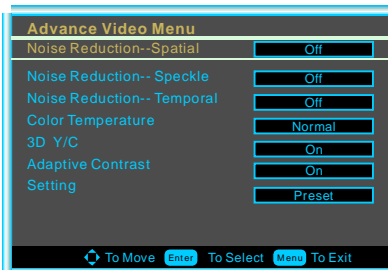 Advance Video Menu
Noise Reduction--Spatial Off
Noise Reduction-- Speckle Off
Noise Reduction-- Temporal Off
Color Temperature Normal
3D Y/C On
Adaptive Contrast On
Setting Preset
To Move Enter To Select Menu To Exit